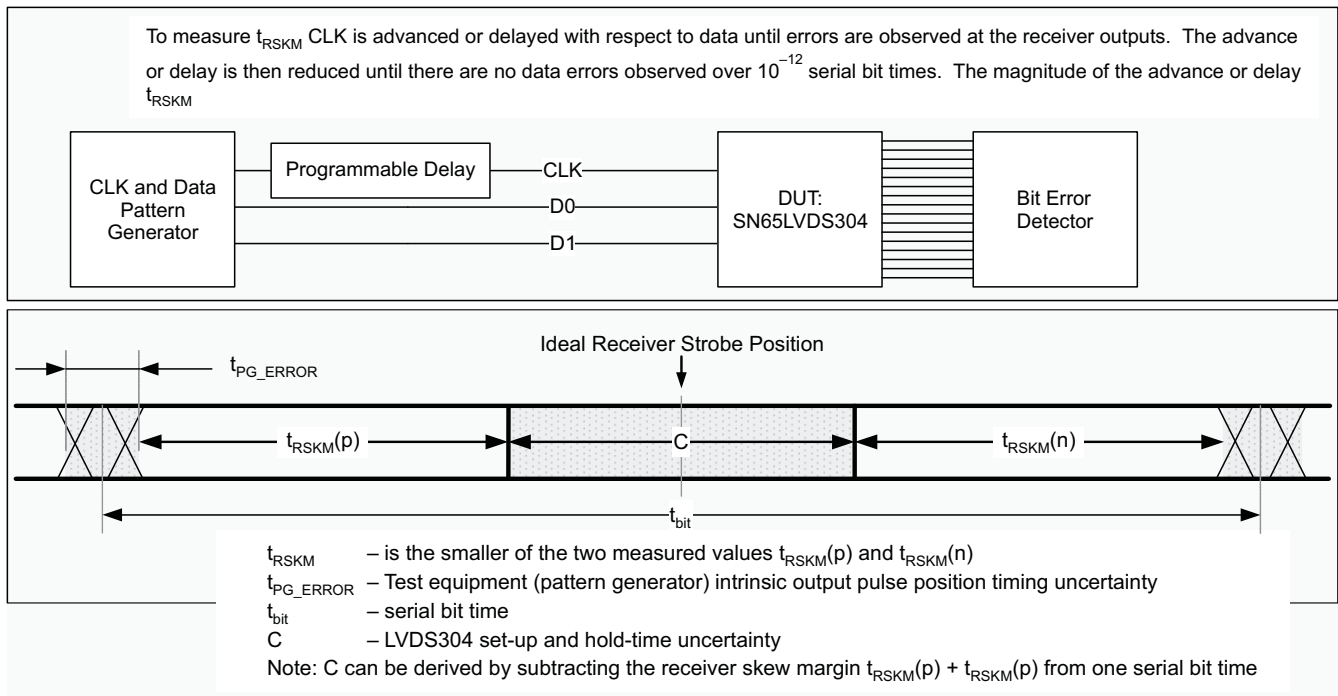 To measure tRSKM CLK is advanced or delayed with respect to data until errors are observed at the receiver outputs. The advance
or delay is then reduced until there are no data errors observed over 10−12 serial bit times. The magnitude of the advance or delay
tRSKM
CLK and Data
Pattern
Generator
Programmable Delay
CLK
D0
D1
DUT:
SN65LVDS304
Bit Error
Detector
Ideal Receiver Strobe Position
tPG_ERROR
tRSKM(p)
C
tRSKM(n)
tbit
tRSKM – is the smaller of the two measured values tRSKM(p) and tRSKM(n)
tPG_ERROR – Test equipment (pattern generator) intrinsic output pulse position timing uncertainty
tbit – serial bit time
C – LVDS304 set-up and hold-time uncertainty
Note: C can be derived by subtracting the receiver skew margin tRSKM(p) + tRSKM(p) from one serial bit time